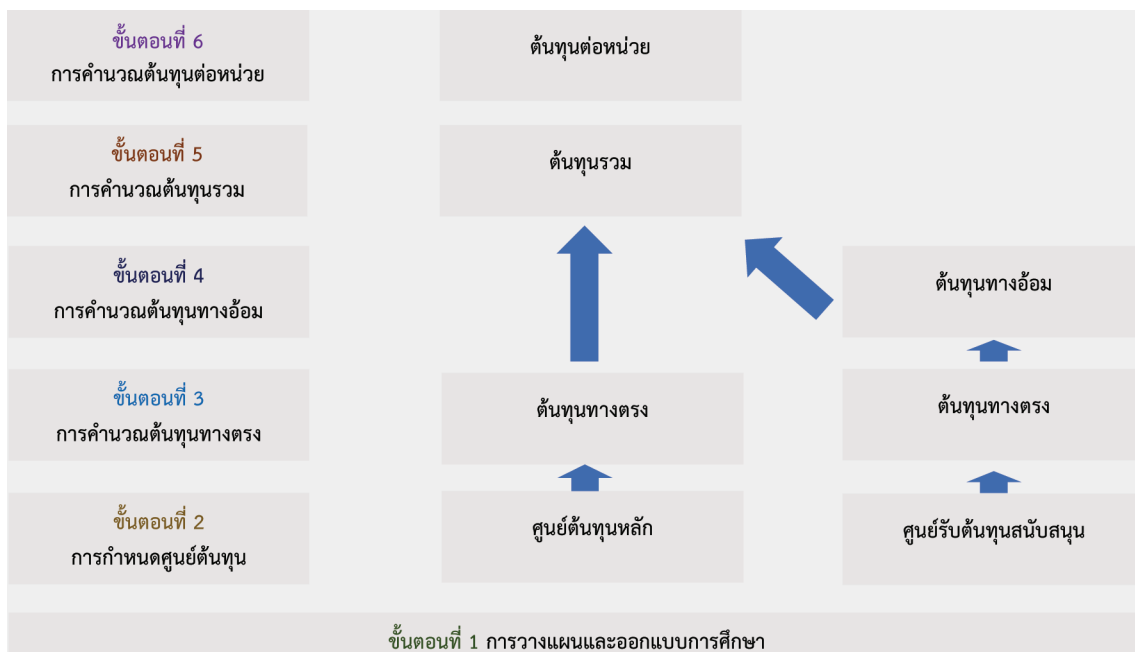 ขั้นตอนที่ 6
การคำนวณต้นทุนต่อหน่วย
ต้นทุนต่อหน่วย
ขั้นตอนที่ 5
การคำนวณต้นทุนรวม
ต้นทุนรวม
ขั้นตอนที่ 4
การคำนวณต้นทุนทางอ้อม
ต้นทุนทางอ้อม
ขั้นตอนที่ 3
การคำนวณต้นทุนทางตรง
ต้นทุนทางตรง
ต้นทุนทางตรง
ขั้นตอนที่ 2
การกำหนดศูนย์ต้นทุน
ศูนย์ต้นทุนหลัก
ศูนย์รับต้นทุนสนับสนุน
ขั้นตอนที่ 1 การวางแผนและออกแบบการศึกษา